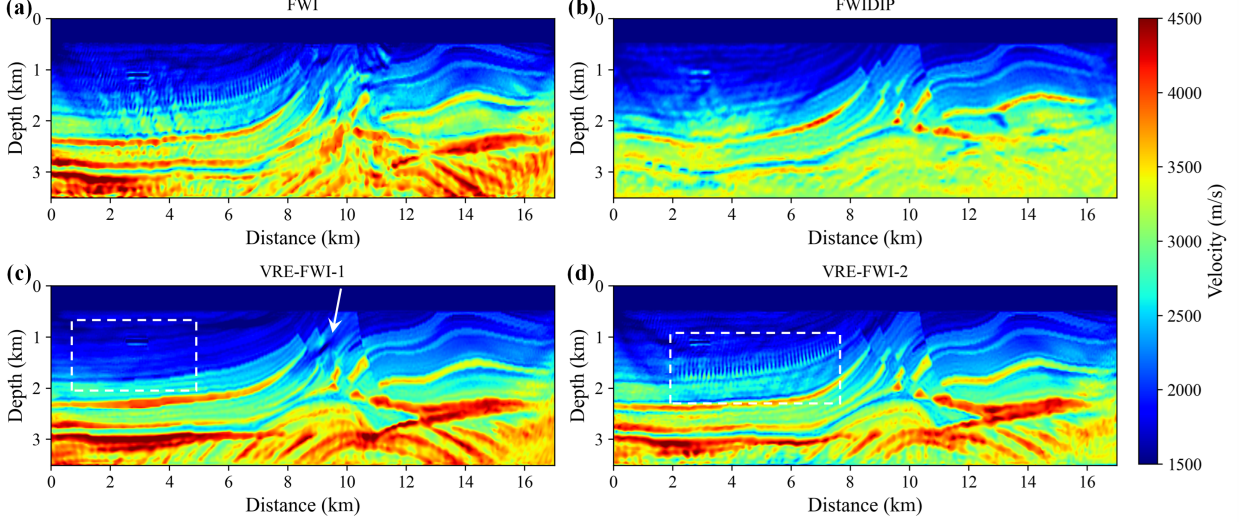 (a) FWI
(b) FWIDIP
0
1
2
3
Depth (km)
0 2 4 6 8 10 12 14 16
Distance (km)
0
1
2
3
Depth (km)
0 2 4 6 8 10 12 14 16
Distance (km)
(c) VRE-FWI-1
0
1
2
3
Depth (km)
0 2 4 6 8 10 12 14 16
Distance (km)
(d) VRE-FWI-2
0
1
2
3
Depth (km)
0 2 4 6 8 10 12 14 16
Distance (km)
4500
4000
3500
3000
2500
2000
1500
Velocity (m/s)